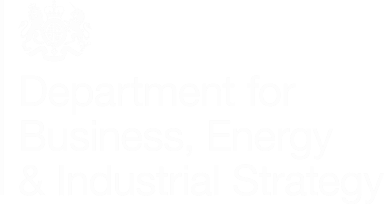 Department for
Business, Energy
& Industrial Strategy